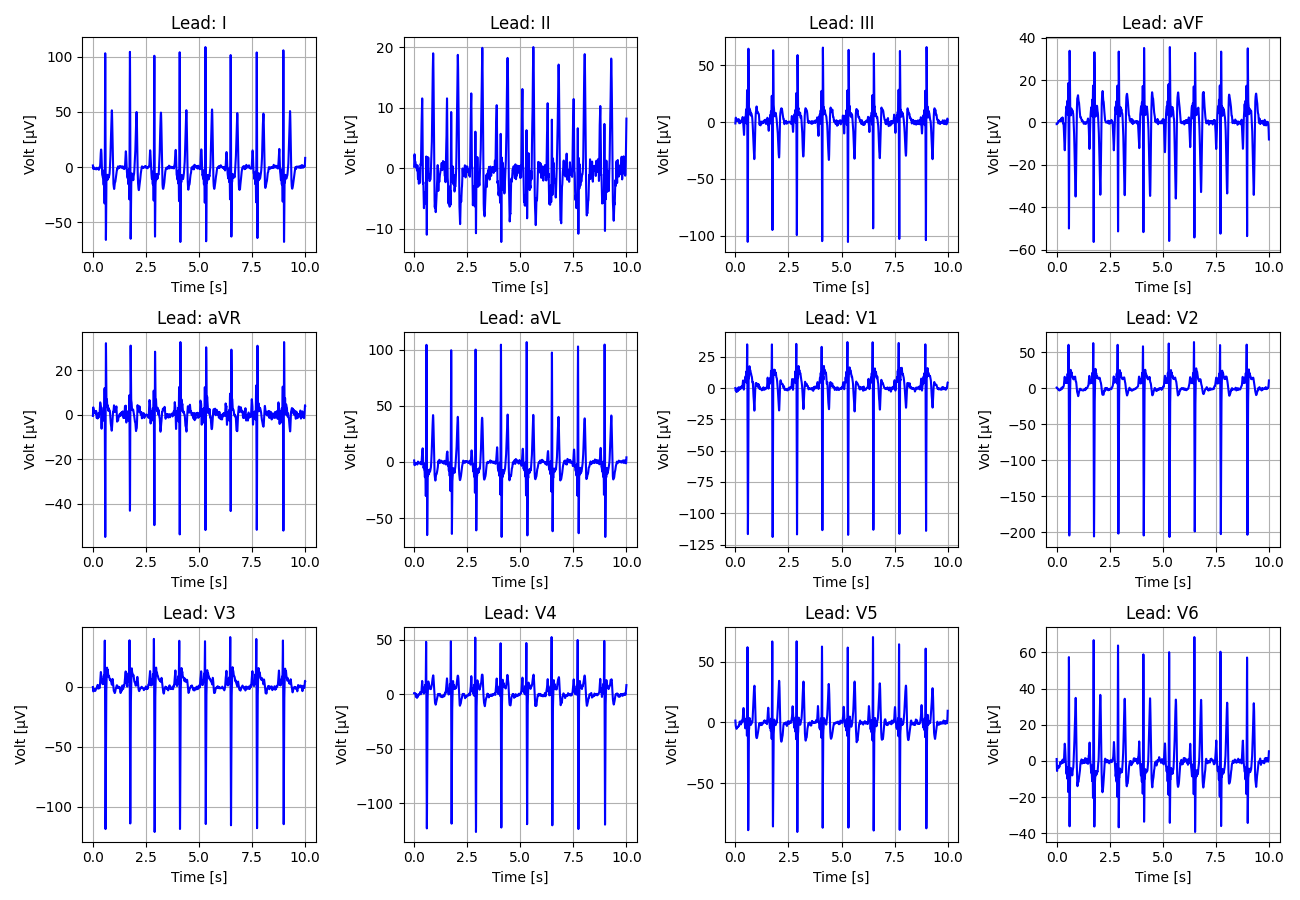 Lead: I
Lead: II
Lead: III
Lead: aVF
100
50
0
−50
Volt [µV]
0.0 2.5 5.0 7.5 10.0
Time [s]
20
10
0
−10
Volt [µV]
0.0 2.5 5.0 7.5 10.0
Time [s]
50
0
−50
−100
Volt [µV]
0.0 2.5 5.0 7.5 10.0
Time [s]
40
20
0
−20
−40
−60
Volt [µV]
0.0 2.5 5.0 7.5 10.0
Time [s]
Lead: aVR
Lead: aVL
Lead: V1
Lead: V2
20
0
−20
−40
Volt [µV]
0.0 2.5 5.0 7.5 10.0
Time [s]
100
50
0
−50
Volt [µV]
0.0 2.5 5.0 7.5 10.0
Time [s]
25
0
−25
−50
−75
−100
−125
Volt [µV]
0.0 2.5 5.0 7.5 10.0
Time [s]
50
0
−50
−100
−150
−200
Volt [µV]
0.0 2.5 5.0 7.5 10.0
Time [s]
Lead: V3
Lead: V4
Lead: V5
Lead: V6
0
−50
−100
Volt [µV]
0.0 2.5 5.0 7.5 10.0
Time [s]
50
0
−50
−100
Volt [µV]
0.0 2.5 5.0 7.5 10.0
Time [s]
50
0
−50
Volt [µV]
0.0 2.5 5.0 7.5 10.0
Time [s]
60
40
20
0
−20
−40
Volt [µV]
0.0 2.5 5.0 7.5 10.0
Time [s]